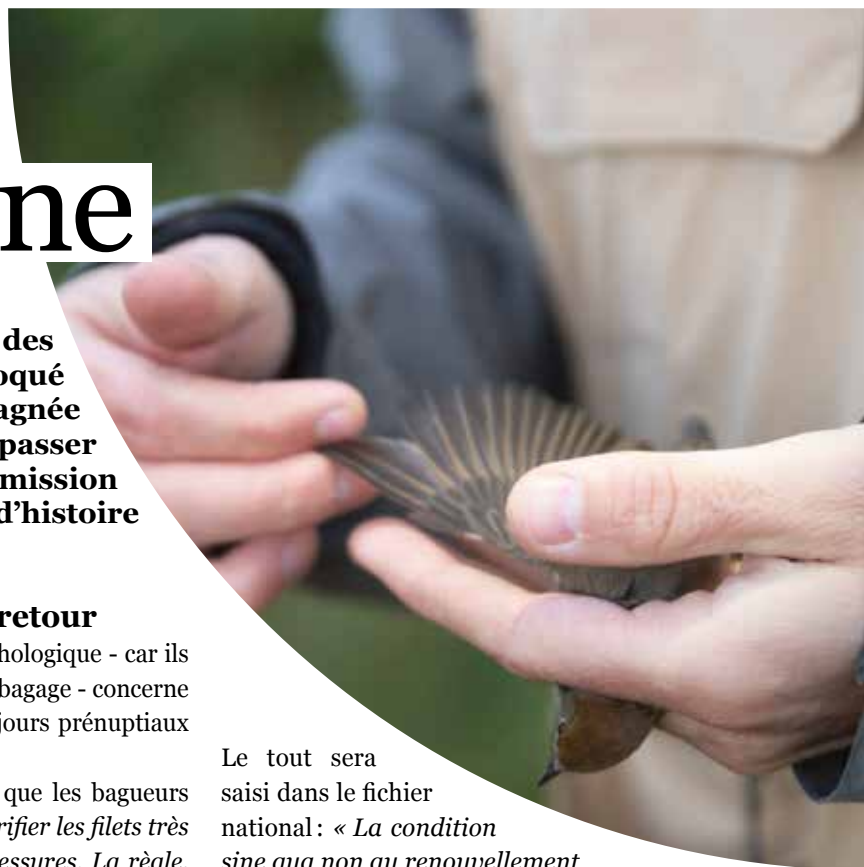 ne
des
oqué
agnée
passer
mission
d’histoire
retour
hologique - car ils
bagage - concerne
jours prénuptiaux
que les bagueurs
rifier les filets très
essures. La règle,
Le tout sera
saisi dans le fichier
national : « La condition
sine qua non au renouvellement